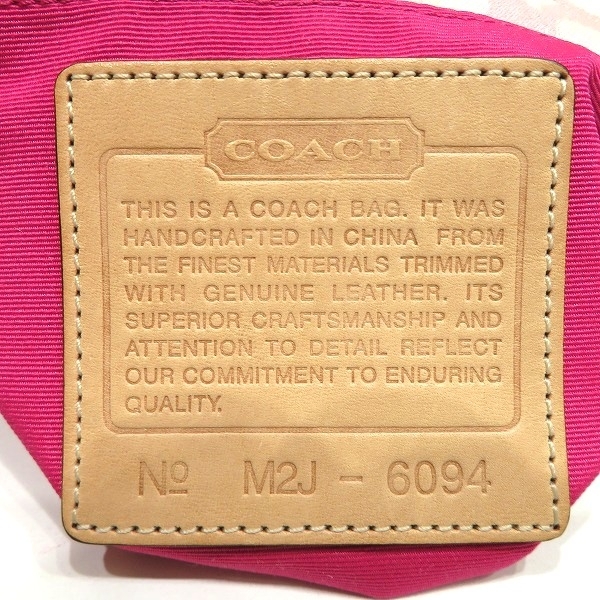 COACH
THIS IS A COACH BAG. IT WAS
HANDCRAFTED IN CHINA FROM
THE FINEST MATERIALS TRIMMED
WITH GENUINE LEATHER. ITS
SUPERIOR CRAFTSMANSHIP AND
ATTENTION TO DETAIL REFLECT
OUR COMMITMENT TO ENDURING
QUALITY.
Nº M2J - 6094